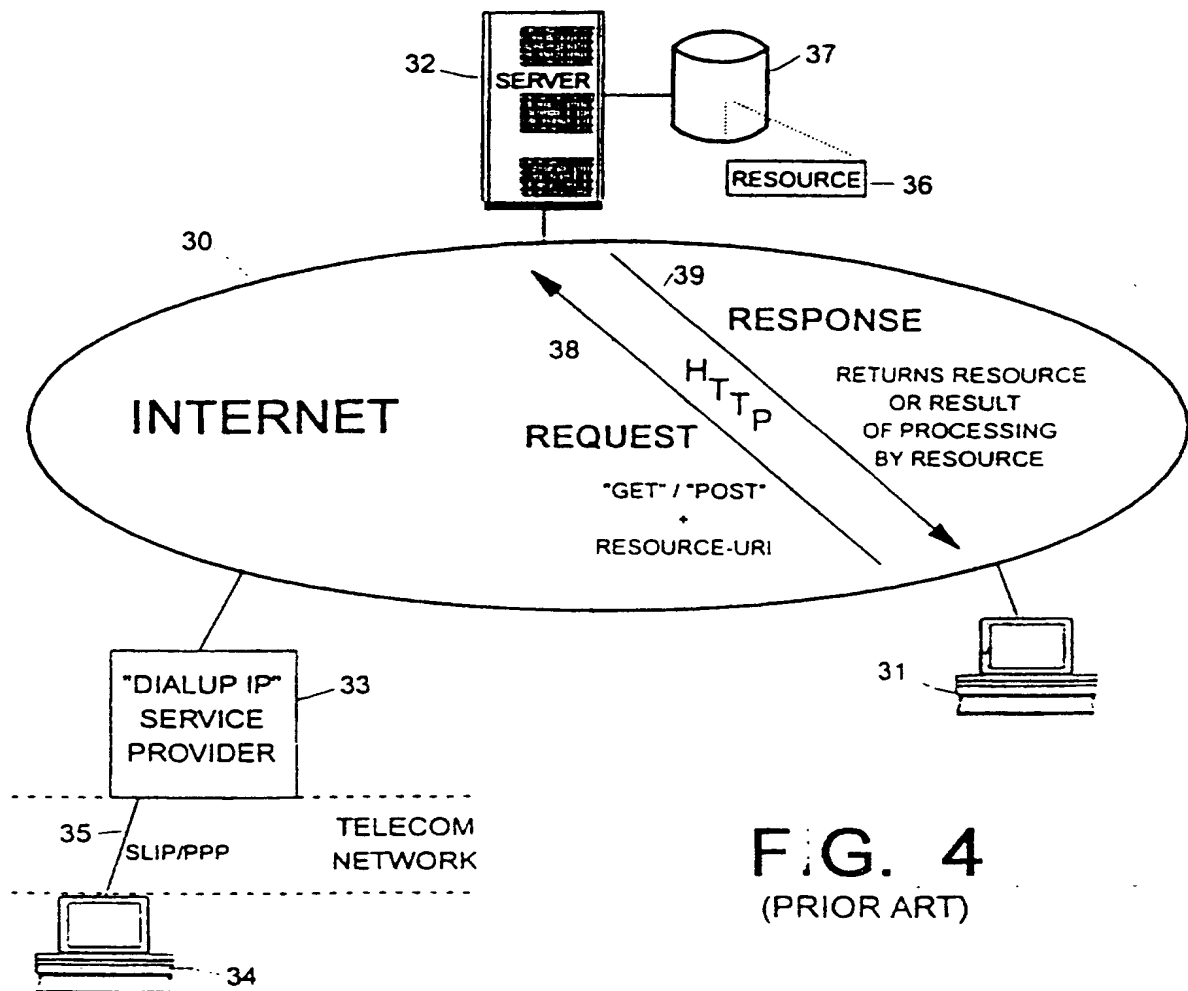 32
SERVER
37
RESOURCE
36
30
39
RESPONSE
38
HTTP
RETURNS RESOURCE
OR RESULT
OF PROCESSING
BY RESOURCE
INTERNET
REQUEST
"GET" / "POST"
+
RESOURCE-URI
"DIALUP IP"
SERVICE
PROVIDER
33
31
35
SLIP/PPP
TELECOM
NETWORK
34
FIG. 4
(PRIOR ART)